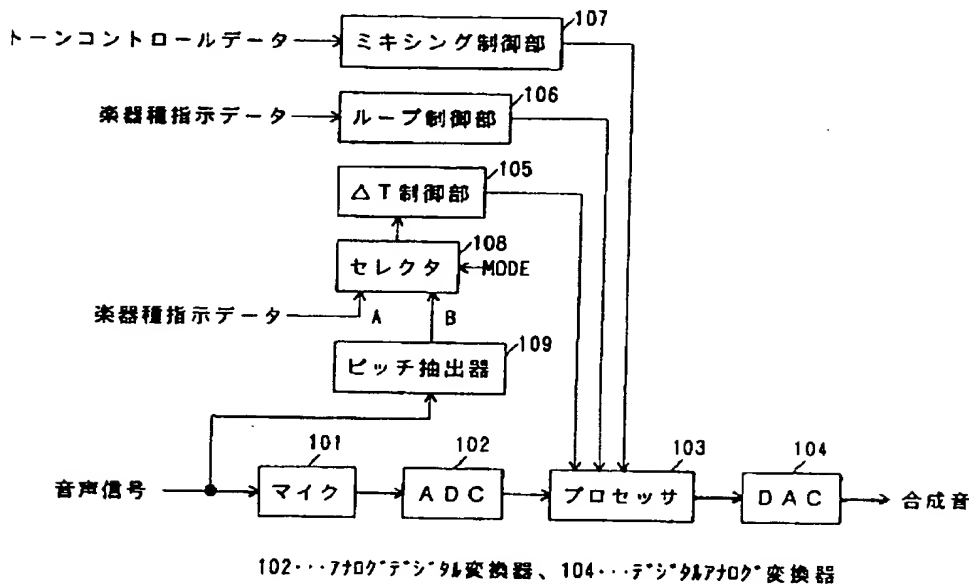 107
トーンコントロールデータ
ミキシング制御部
106
楽器種指示データ
ループ制御部
105
△T制御部
108
セレクタ
MODE
楽器種指示データ
A
B
109
ピッチ抽出器
101
102
103
104
音声信号
マイク
ADC
プロセッサ
DAC
合成音
102・・・アナログデジタル変換器、104・・・デジタルアナログ変換器